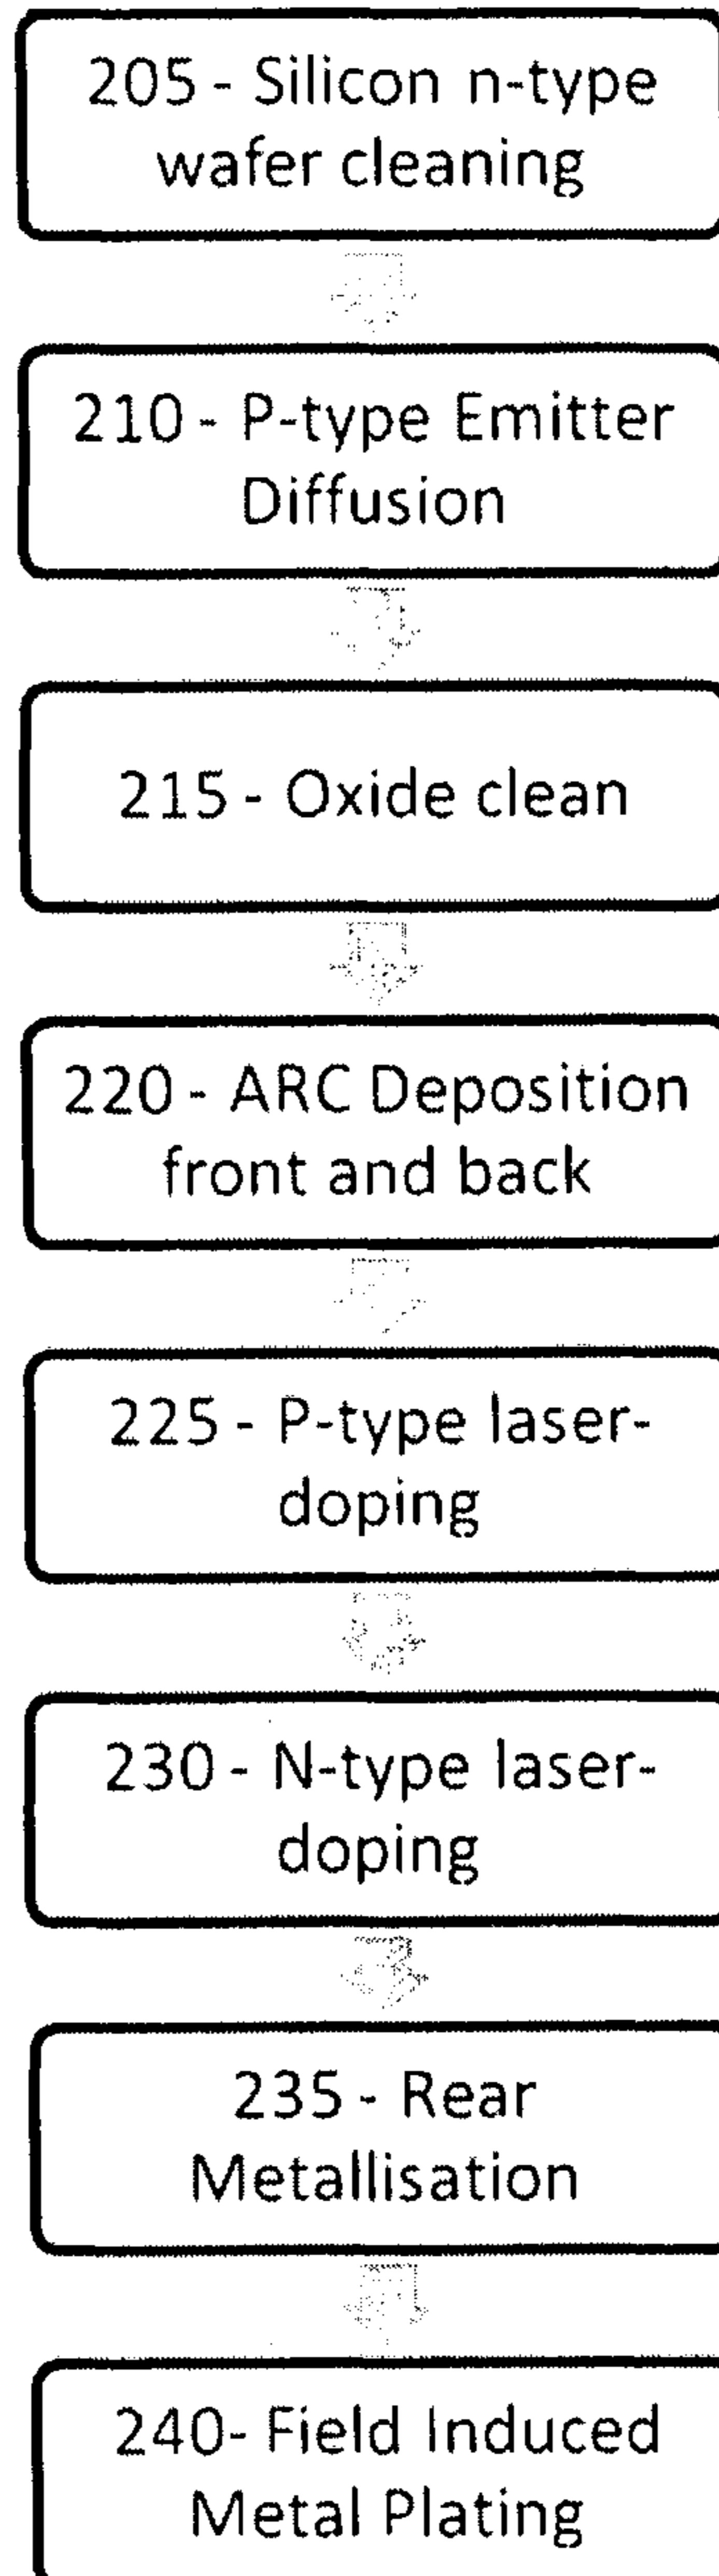 205 - Silicon n-type
wafer cleaning
210 - P-type Emitter
Diffusion
215 - Oxide clean
220 - ARC Deposition
front and back
225 - P-type laser-
doping
230 - N-type laser-
doping
235 - Rear
Metallisation
240- Field Induced
Metal Plating